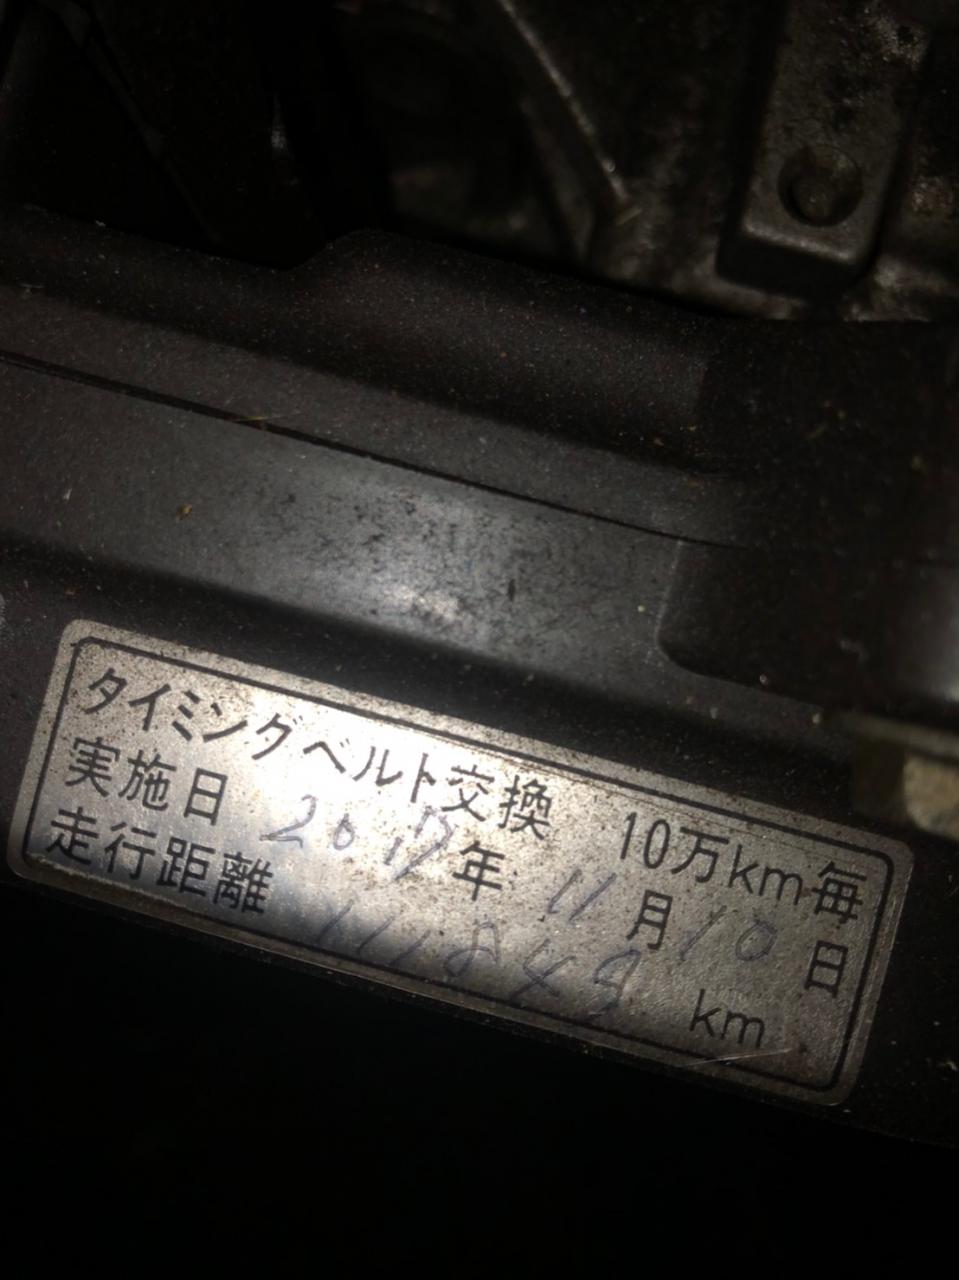 タイミングベルト交換 10万km毎
実施日 2017年 11月10日
走行距離 111849 km